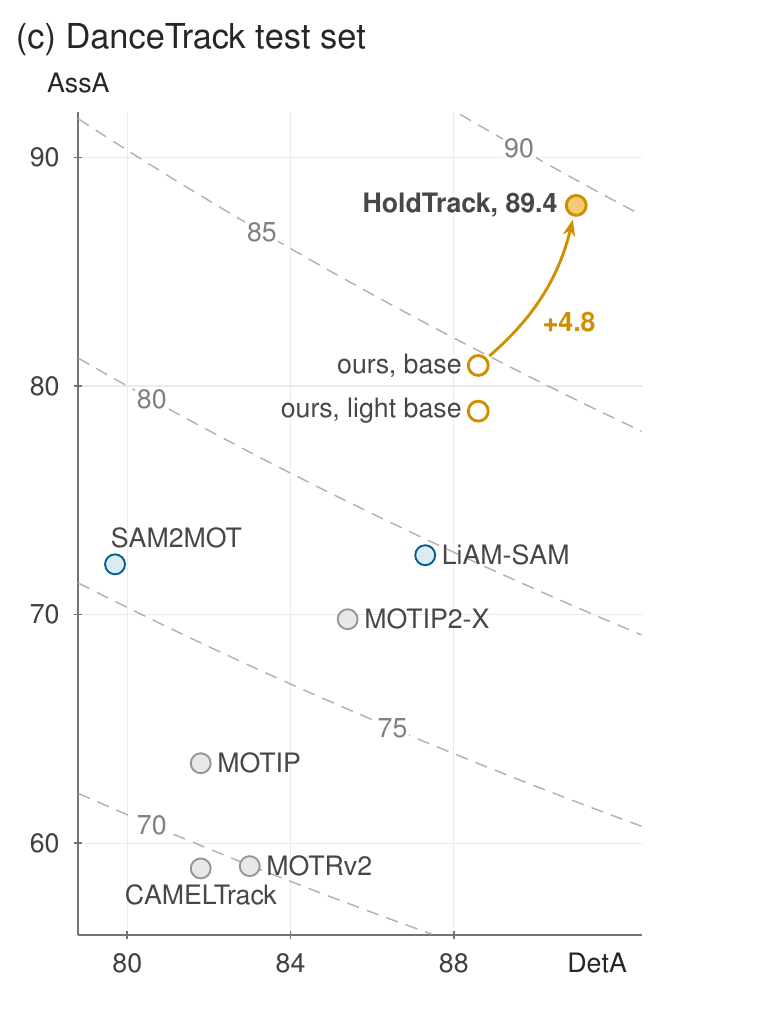 (c) DanceTrack test set
AssA
90
90
HoldTrack, 89.4
85
+4.8
ours, base
80
80
ours, light base
SAM2MOT
LiAM-SAM
70
MOTIP2-X
75
MOTIP
70
60
MOTRv2
CAMELTrack
80
84
88
DetA